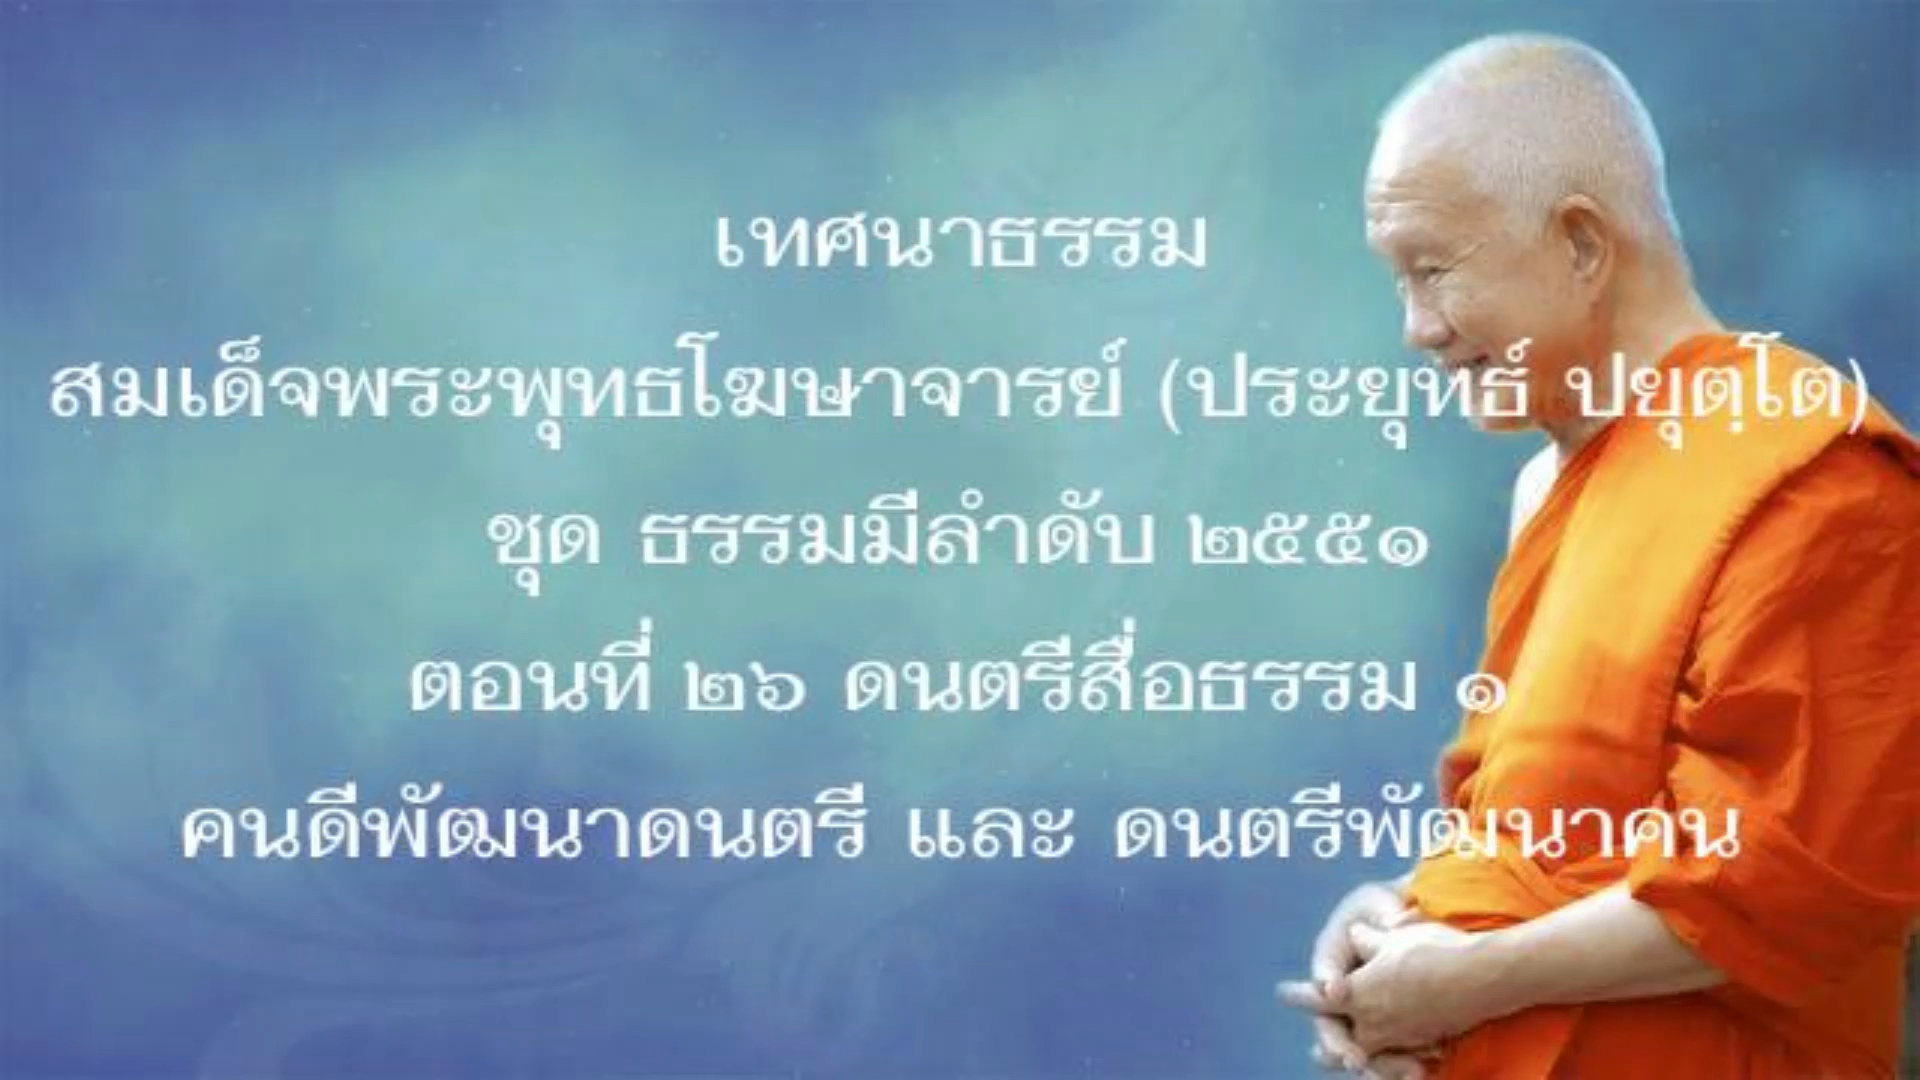 เทศนาธรรม
สมเด็จพระพุทธโฆษาจารย์ (ประยุทธ์ ปยุตฺโต)
ชุด ธรรมมีลำดับ ๒๕๕๑
ตอนที่ ๒๖ ดนตรีสื่อธรรม ๑
คนดีพัฒนาดนตรี และ ดนตรีพัฒนาคน